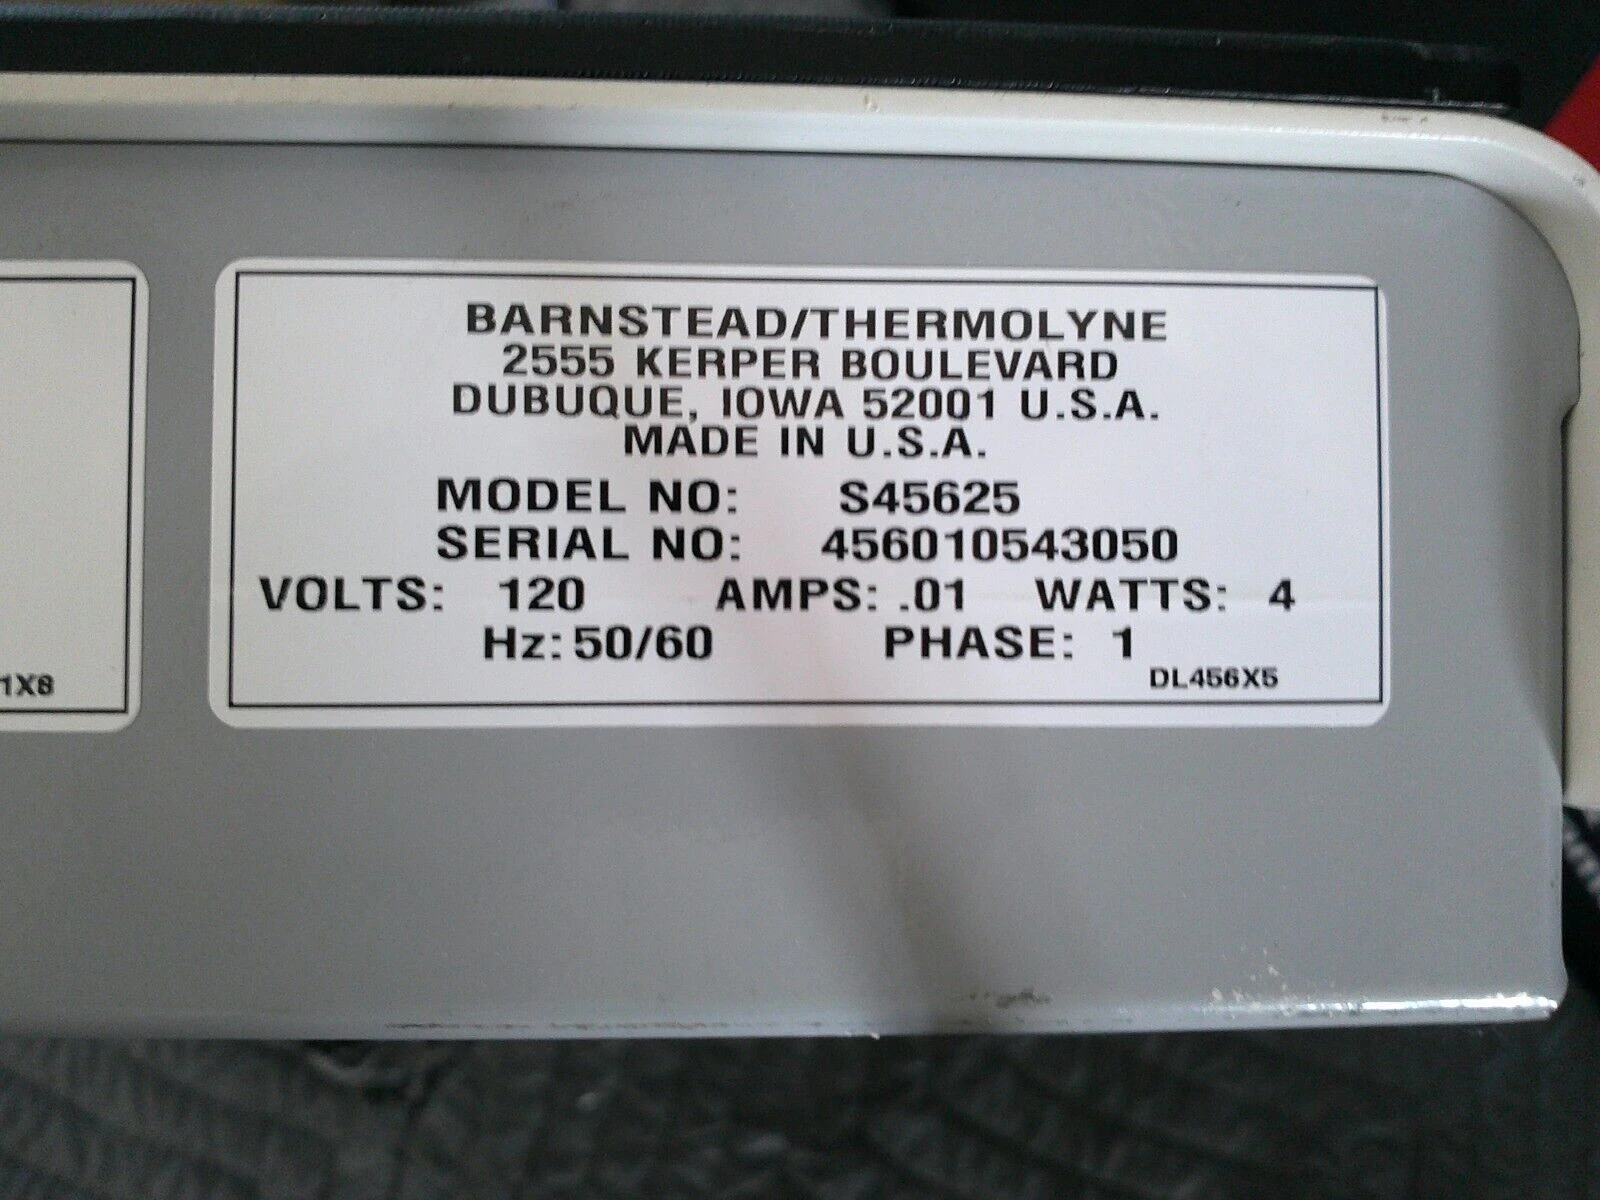 BARNSTEAD/THERMOLYNE
2555 KERPER BOULEVARD
DUBUQUE, IOWA 52001 U.S.A.
MADE IN U.S.A.
MODEL NO: S45625
SERIAL NO: 456010543050
VOLTS: 120 AMPS: .01 WATTS: 4
Hz: 50/60 PHASE: 1
DL456X5
1X8